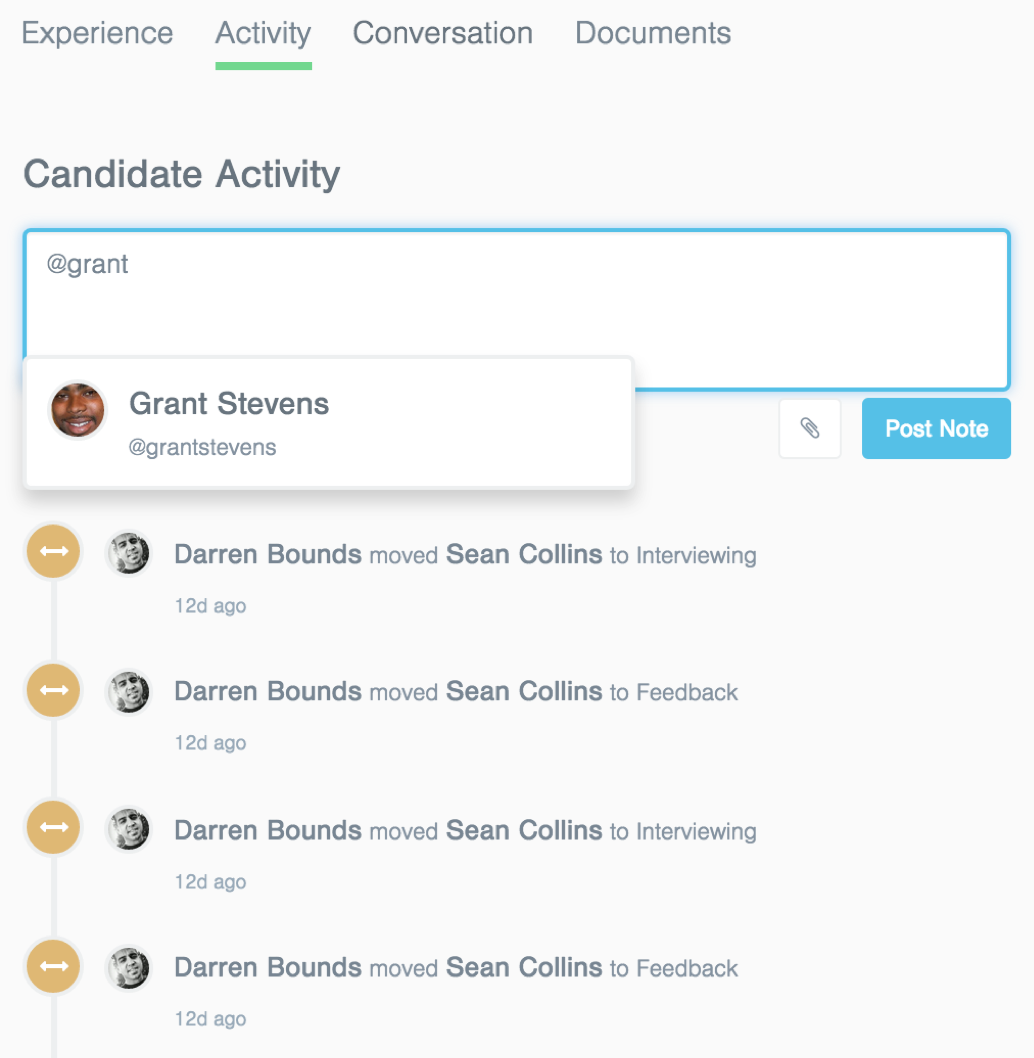 Experience Activity Conversation Documents
Candidate Activity
@grant
Grant Stevens
@grantstevens
Post Note
Darren Bounds moved Sean Collins to Interviewing
12d ago
Darren Bounds moved Sean Collins to Feedback
12d ago
Darren Bounds moved Sean Collins to Interviewing
12d ago
Darren Bounds moved Sean Collins to Feedback
12d ago